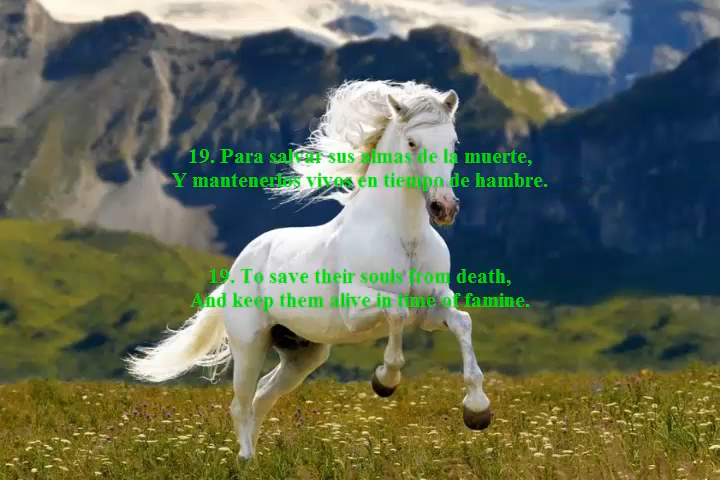 19. Para salvar sus almas de la muerte,
Y mantenerlos vivos en tiempo de hambre.
19. To save their souls from death,
And keep them alive in time of famine.